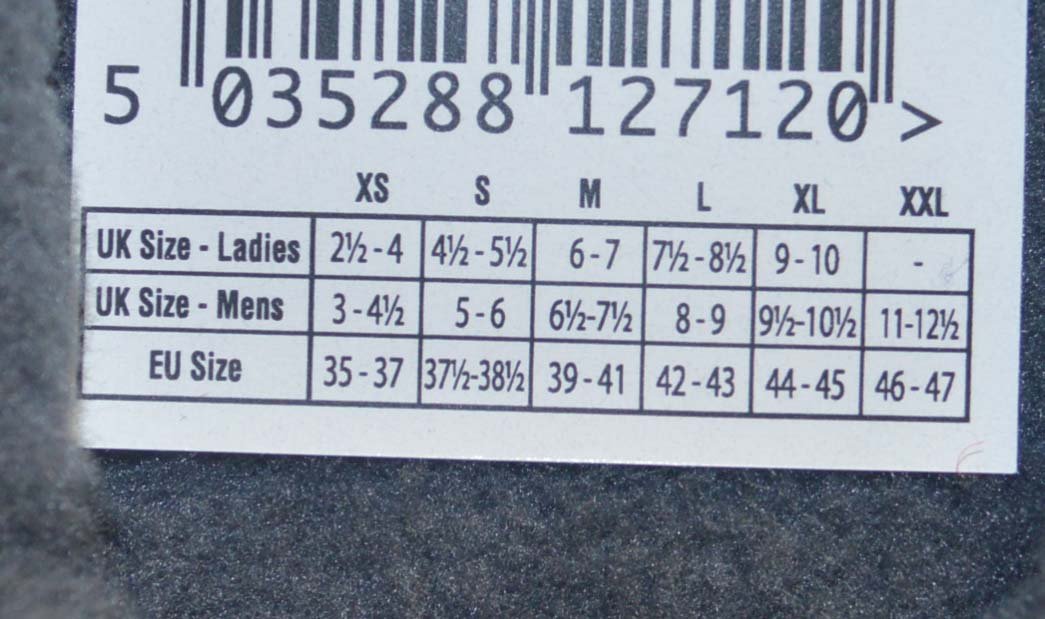 5 035288 127120 >
XS S M L XL XXL
UK Size - Ladies 2½ - 4 4½ - 5½ 6 - 7 7½ - 8½ 9 - 10 -
UK Size - Mens 3 - 4½ 5 - 6 6½-7½ 8 - 9 9½-10½ 11-12½
EU Size 35 - 37 37½-38½ 39 - 41 42 - 43 44 - 45 46 - 47